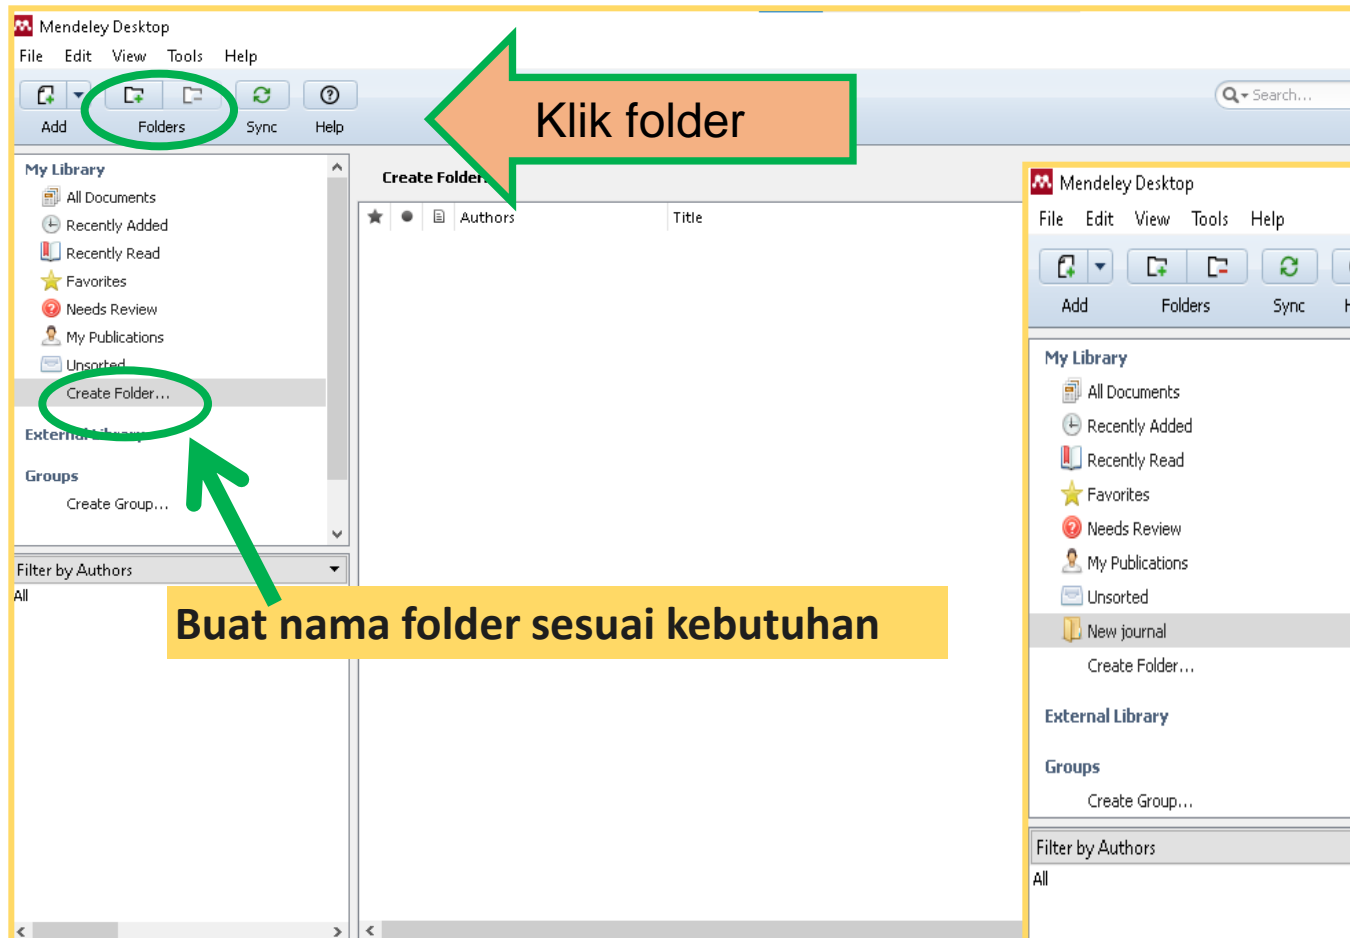 Mendeley Desktop
File Edit View Tools Help
Klik folder
Search...
Add Folders Sync Help
My Library
All Documents
Recently Added
Recently Read
Favorites
Needs Review
My Publications
Unsorted
Create Folder...
External Library
Groups
Create Group...
Filter by Authors
All
Create Folder...
Authors Title
Buat nama folder sesuai kebutuhan
Mendeley Desktop
File Edit View Tools Help
Add Folders Sync
My Library
All Documents
Recently Added
Recently Read
Favorites
Needs Review
My Publications
Unsorted
New journal
Create Folder...
External Library
Groups
Create Group...
Filter by Authors
All